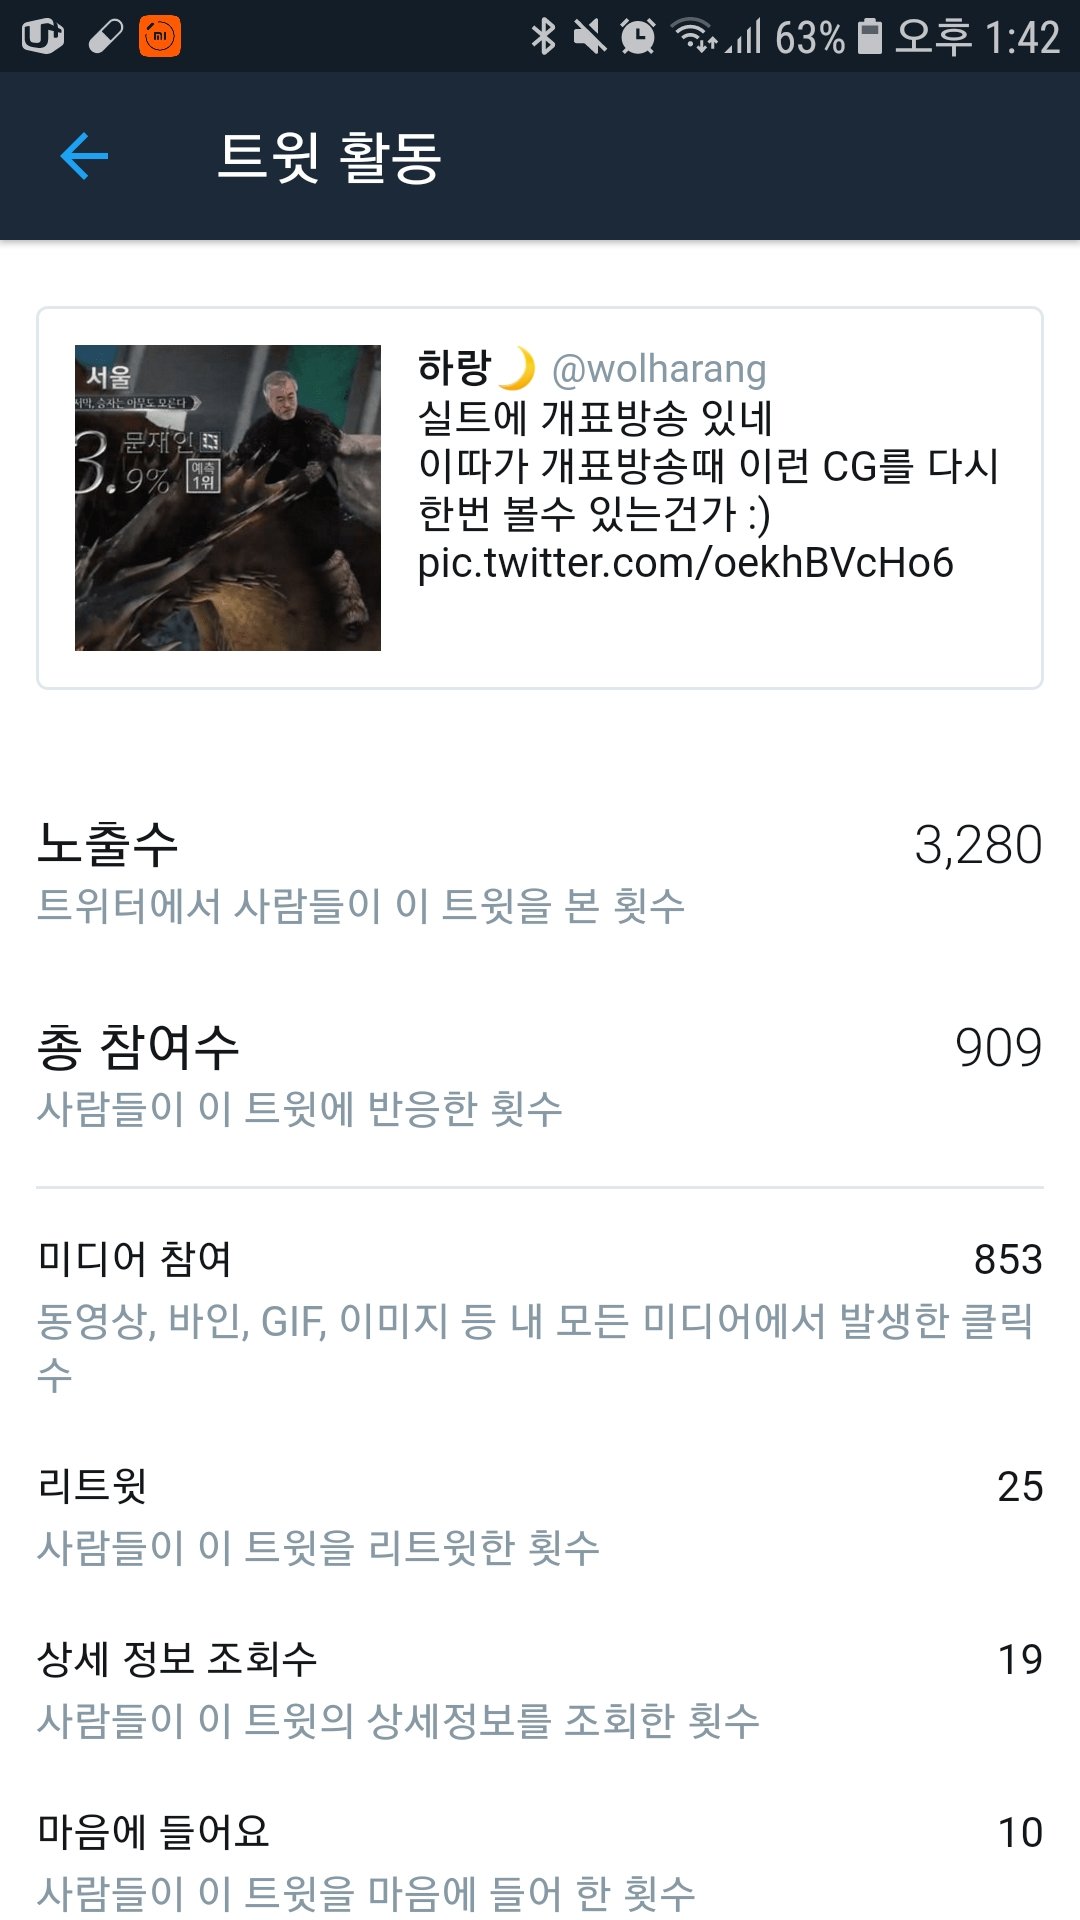 63% 오후 1:42
트윗 활동
서울
3.9%
문재인
예측
1위
하랑🌙 @wolharang
실트에 개표방송 있네
이따가 개표방송때 이런 CG를 다시
한번 볼수 있는건가 :)
pic.twitter.com/oekhBVcHo6
노출수 3,280
트위터에서 사람들이 이 트윗을 본 횟수
총 참여수 909
사람들이 이 트윗에 반응한 횟수
미디어 참여 853
동영상, 바인, GIF, 이미지 등 내 모든 미디어에서 발생한 클릭
수
리트윗 25
사람들이 이 트윗을 리트윗한 횟수
상세 정보 조회수 19
사람들이 이 트윗의 상세정보를 조회한 횟수
마음에 들어요 10
사람들이 이 트윗을 마음에 들어 한 횟수